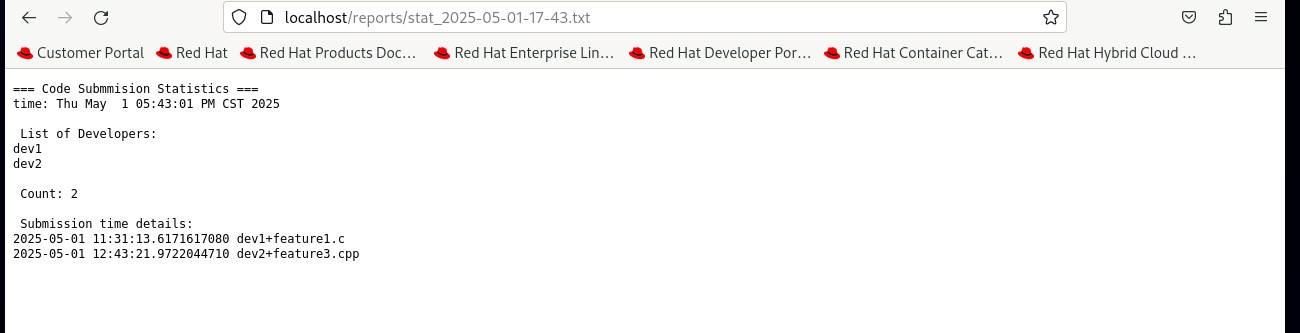 localhost/reports/stat_2025-05-01-17-43.txt
Customer Portal Red Hat Red Hat Products Doc… Red Hat Enterprise Lin… Red Hat Developer Por… Red Hat Container Cat… Red Hat Hybrid Cloud …
=== Code Submmision Statistics ===
time: Thu May  1 05:43:01 PM CST 2025
List of Developers:
dev1
dev2
Count: 2
Submission time details:
2025-05-01 11:31:13.6171617080 dev1+feature1.c
2025-05-01 12:43:21.9722044710 dev2+feature3.cpp